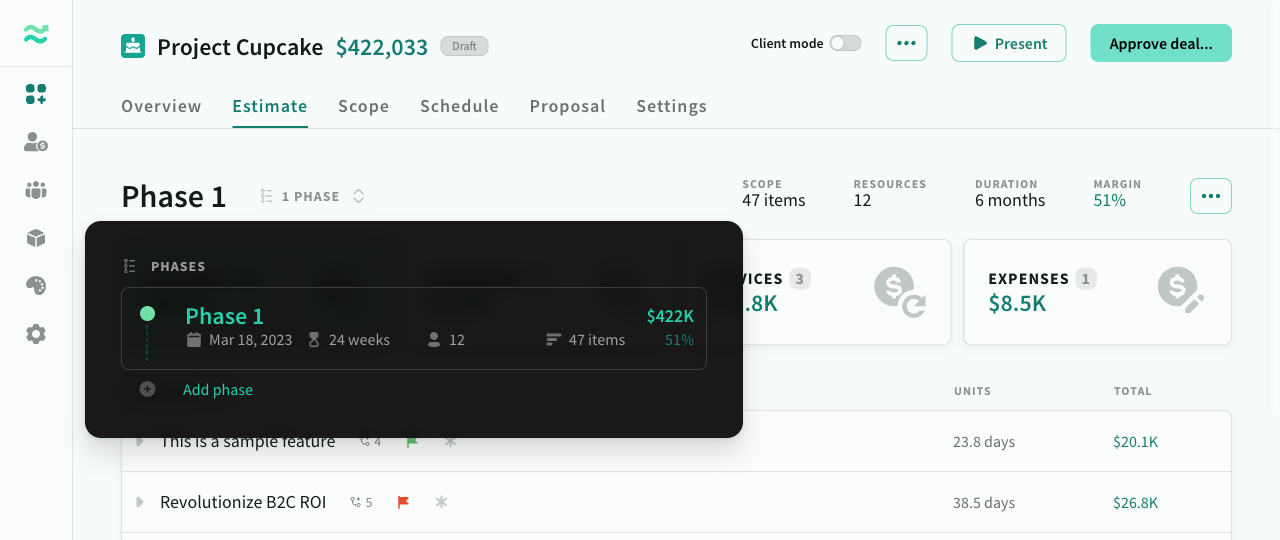 Project Cupcake $422,033 Draft
Client mode
Present
Approve deal...
Overview Estimate Scope Schedule Proposal Settings
Phase 1
1 PHASE
SCOPE
47 items
RESOURCES
12
DURATION
6 months
MARGIN
51%
PHASES
Phase 1 $422K
Mar 18, 2023 24 weeks 12 47 items 51%
Add phase
VICES 3
.8K
EXPENSES 1
$8.5K
UNITS TOTAL
This is a sample feature 4 23.8 days $20.1K
Revolutionize B2C ROI 5 38.5 days $26.8K